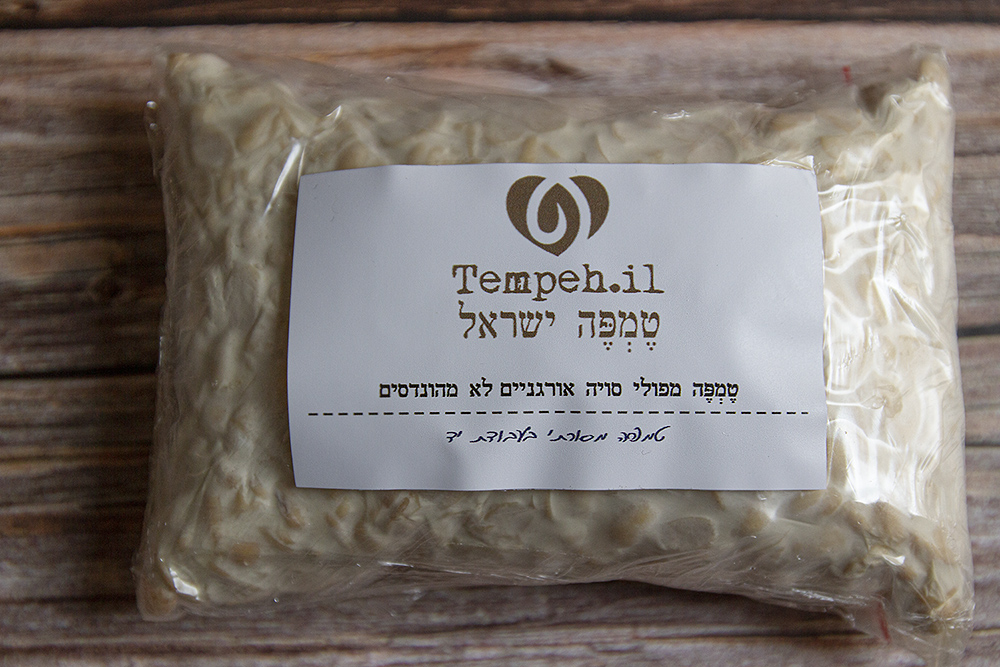 Tempeh.il
טֶמְפֶּה ישראל
טֶמְפֶּה מפולי סויה אורגניים לא מהונדסים
טמפה מסורתי בעבודת יד